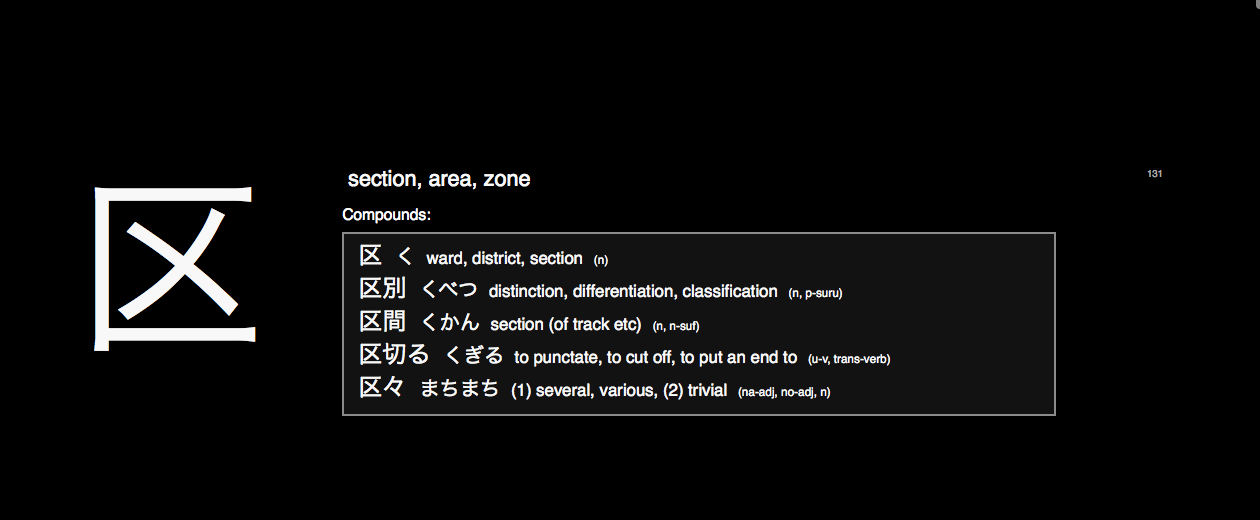 区
section, area, zone
131
Compounds:
区 く ward, district, section (n)
区別 くべつ distinction, differentiation, classification (n, p-suru)
区間 くかん section (of track etc) (n, n-suf)
区切る くぎる to punctate, to cut off, to put an end to (u-v, trans-verb)
区々 まちまち (1) several, various, (2) trivial (na-adj, no-adj, n)